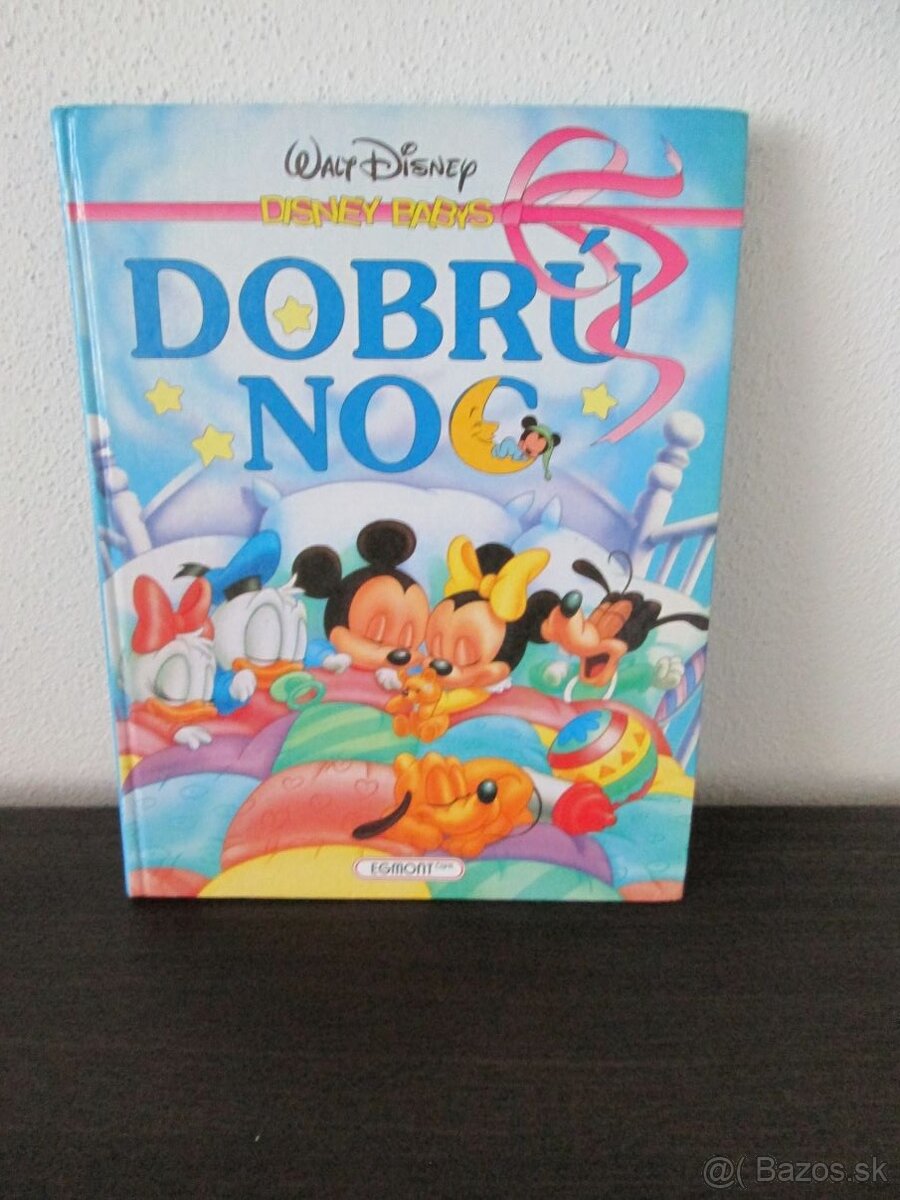 Walt Disney
DISNEY BABYS
DOBRÚ
NOC
EGMONT
@( Bazos.sk